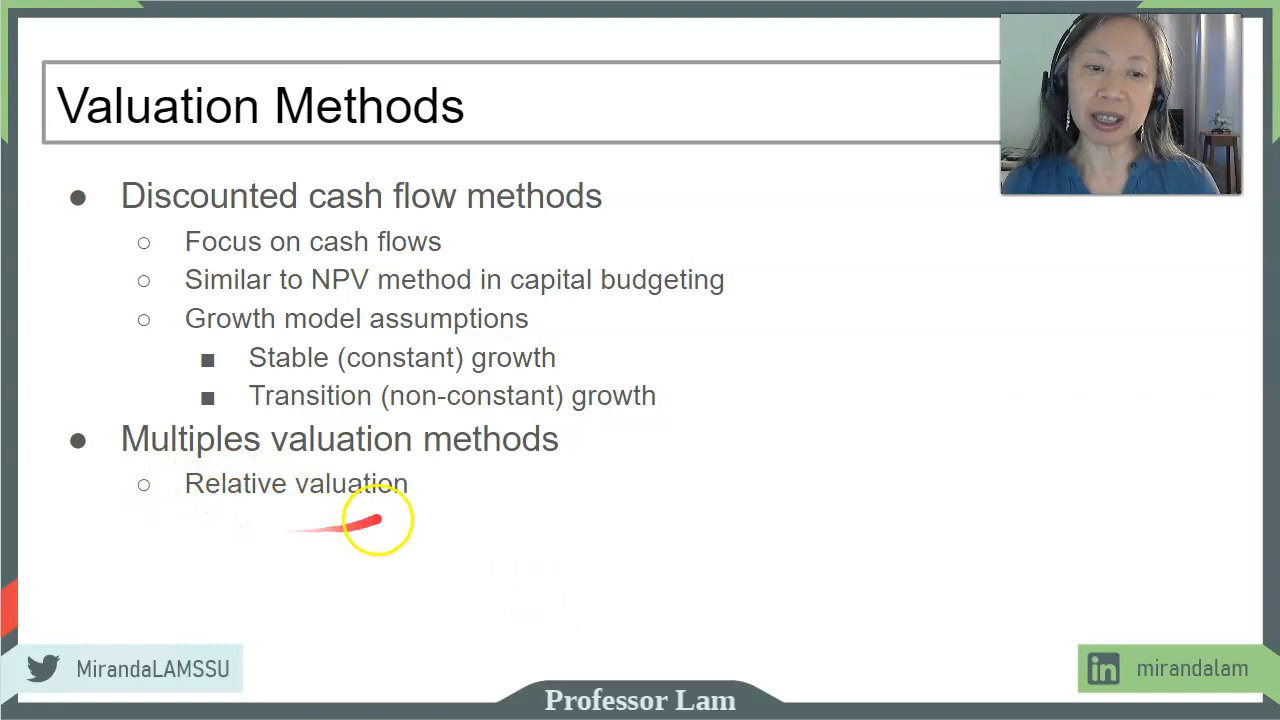 Valuation Methods
● Discounted cash flow methods
○ Focus on cash flows
○ Similar to NPV method in capital budgeting
○ Growth model assumptions
■ Stable (constant) growth
■ Transition (non-constant) growth
● Multiples valuation methods
○ Relative valuation
MirandaLAMSSU
in mirandalam
Professor Lam